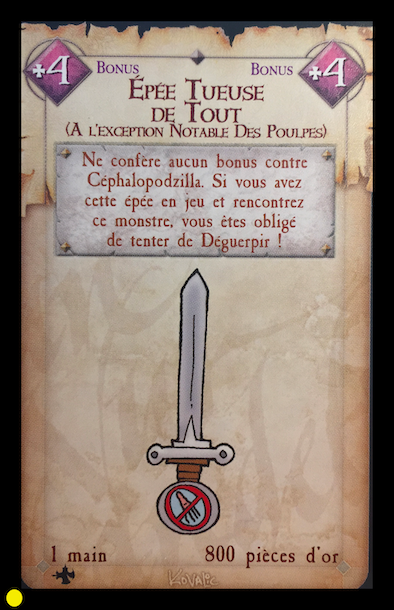 +4 Bonus Bonus +4
Épée Tueuse
de Tout
(A l'exception Notable Des Poulpes)
Ne confère aucun bonus contre
Céphalopodzilla. Si vous avez
cette épée en jeu et rencontrez
ce monstre, vous êtes obligé
de tenter de Déguerpir !
1 main 800 pièces d'or
Kovalic